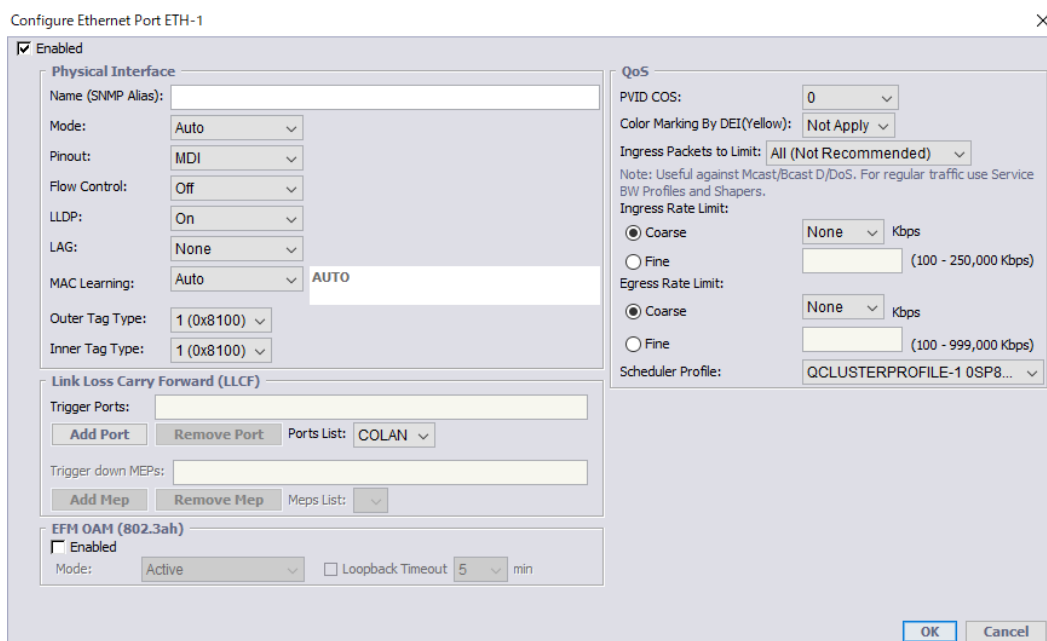 Configure Ethernet Port ETH-1
Enabled
Physical Interface
Name (SNMP Alias):
Mode: Auto
Pinout: MDI
Flow Control: Off
LLDP: On
LAG: None
MAC Learning: Auto AUTO
Outer Tag Type: 1 (0x8100)
Inner Tag Type: 1 (0x8100)
Link Loss Carry Forward (LLCF)
Trigger Ports:
Add Port Remove Port Ports List: COLAN
Trigger down MEPs:
Add Mep Remove Mep Meps List:
EFM OAM (802.3ah)
Enabled
Mode: Active Loopback Timeout 5 min
QoS
PVID COS: 0
Color Marking By DEI(Yellow): Not Apply
Ingress Packets to Limit: All (Not Recommended)
Note: Useful against Mcast/Bcast D/DoS. For regular traffic use Service
BW Profiles and Shapers.
Ingress Rate Limit:
Coarse None Kbps
Fine (100 - 250,000 Kbps)
Egress Rate Limit:
Coarse None Kbps
Fine (100 - 999,000 Kbps)
Scheduler Profile: QCLUSTERPROFILE-1 0SP8...
OK Cancel